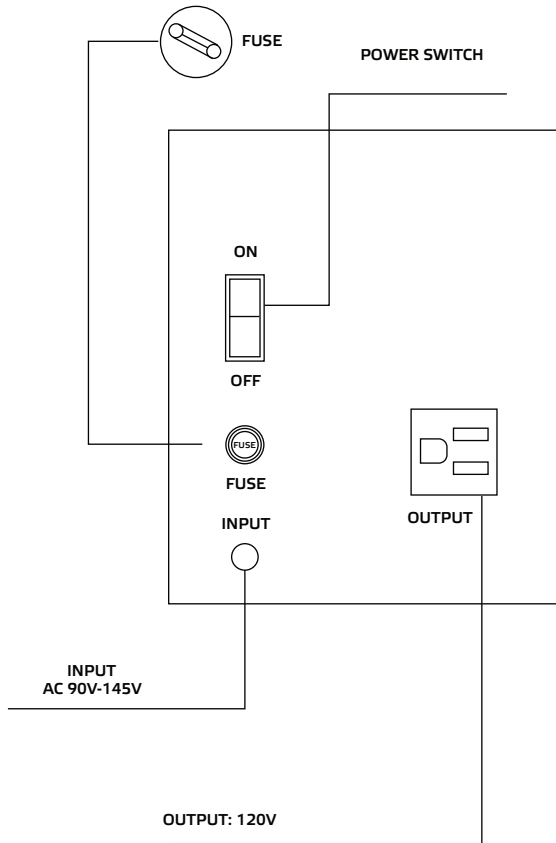 FUSE
POWER SWITCH
ON
OFF
FUSE
FUSE
INPUT
OUTPUT
INPUT
AC 90V-145V
OUTPUT: 120V